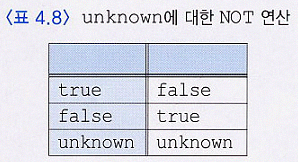 〈표 4.8〉 unknown에 대한 NOT 연산
true false
false true
unknown unknown